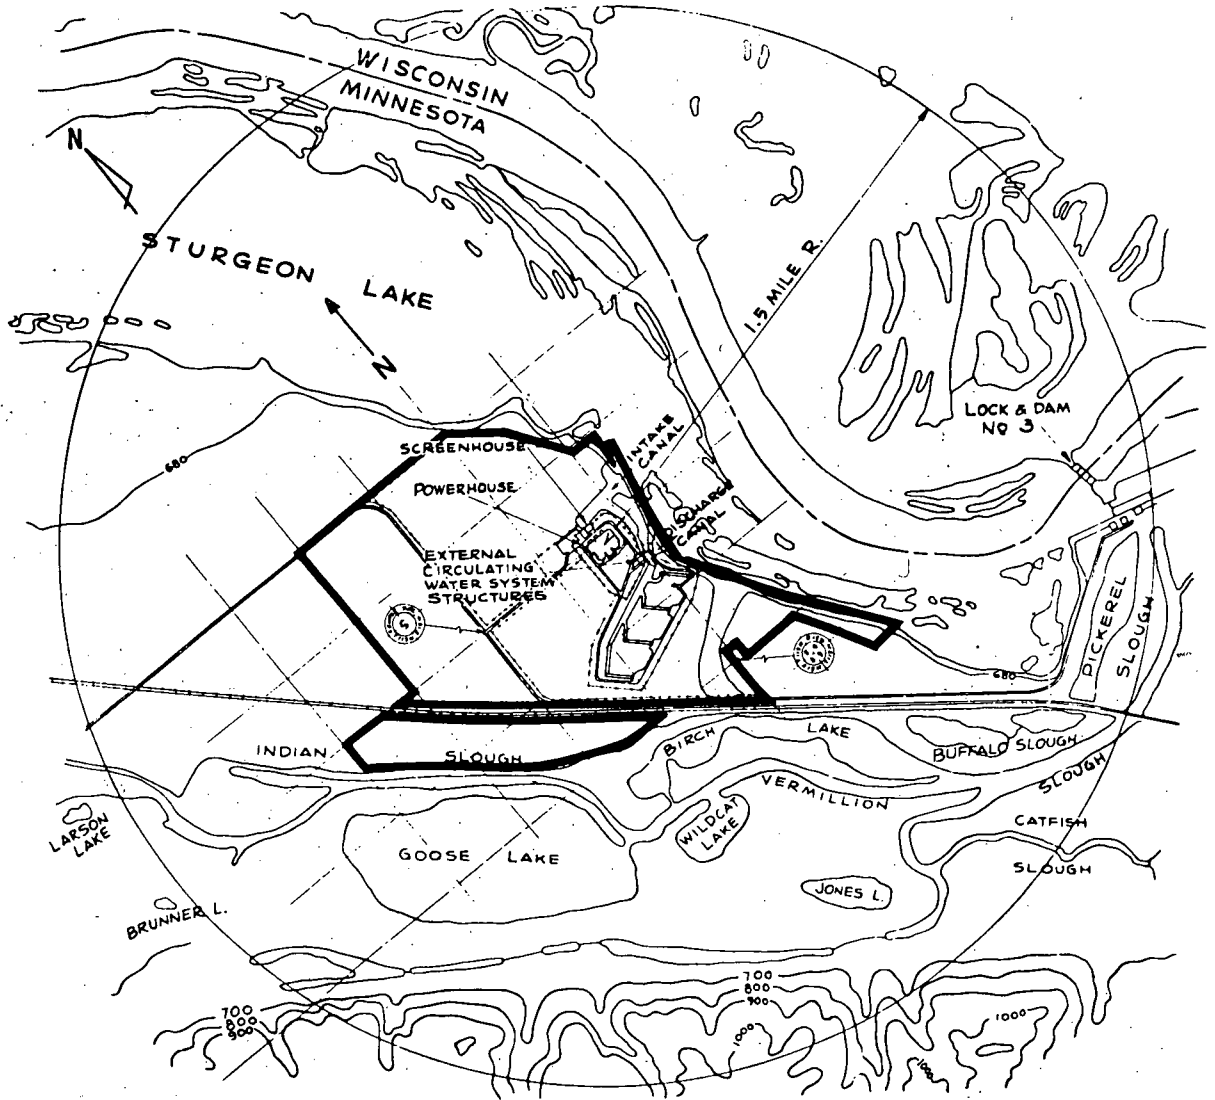 WISCONSIN
MINNESOTA
N
STURGEON LAKE
N
1.5 MILE R.
LOCK & DAM
NO 3
680
SCREENHOUSE
INTAKE
CANAL
POWERHOUSE
DISCHARGE
CANAL
EXTERNAL
CIRCULATING
WATER SYSTEM
STRUCTURES
PICKEREL
SLOUGH
680
INDIAN SLOUGH
BIRCH LAKE
BUFFALO SLOUGH
SLOUGH
VERMILLION
WILDCAT
LAKE
LARSON
LAKE
GOOSE LAKE
CATFISH
SLOUGH
JONES L.
BRUNNER L.
700
800
900
700
800
900
1000
1000
1000